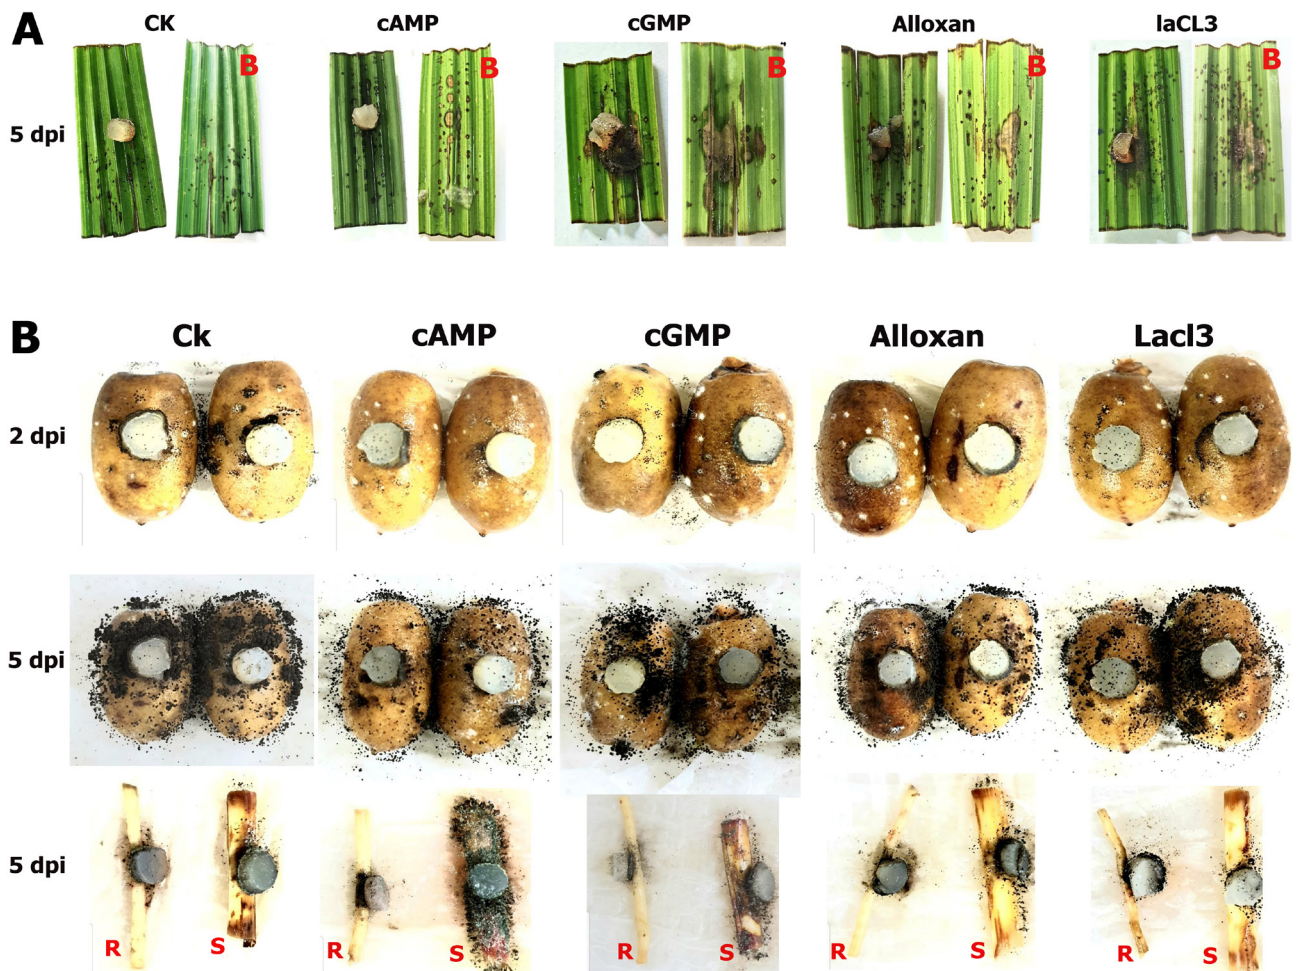 A
CK cAMP cGMP Alloxan laCL3
B B B B B
5 dpi
B
Ck cAMP cGMP Alloxan Lacl3
2 dpi
5 dpi
5 dpi
R S R S R S R S R S